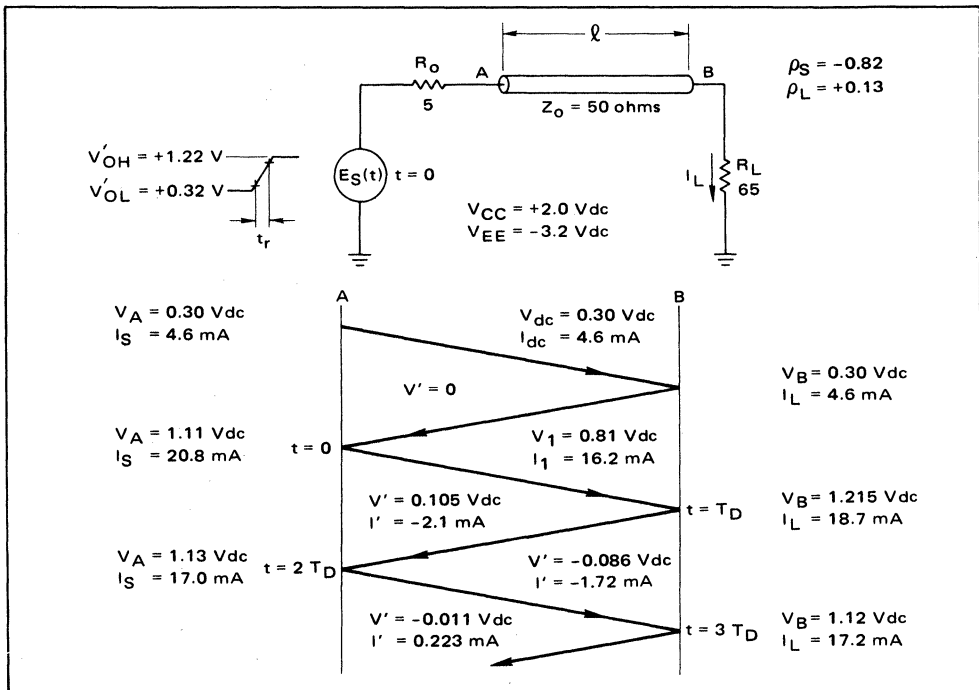 ℓ
R₀
A
B
5
Z₀ = 50 ohms
ρS = −0.82
ρL = +0.13
V′OH = +1.22 V
V′OL = +0.32 V
tr
ES(t)
t = 0
IL
RL
65
VCC = +2.0 Vdc
VEE = −3.2 Vdc
A
B
VA = 0.30 Vdc
IS = 4.6 mA
Vdc = 0.30 Vdc
Idc = 4.6 mA
V′ = 0
VB = 0.30 Vdc
IL = 4.6 mA
VA = 1.11 Vdc
IS = 20.8 mA
t = 0
V1 = 0.81 Vdc
I1 = 16.2 mA
V′ = 0.105 Vdc
I′ = −2.1 mA
t = TD
VB = 1.215 Vdc
IL = 18.7 mA
VA = 1.13 Vdc
IS = 17.0 mA
t = 2 TD
V′ = −0.086 Vdc
I′ = −1.72 mA
V′ = −0.011 Vdc
I′ = 0.223 mA
t = 3 TD
VB = 1.12 Vdc
IL = 17.2 mA